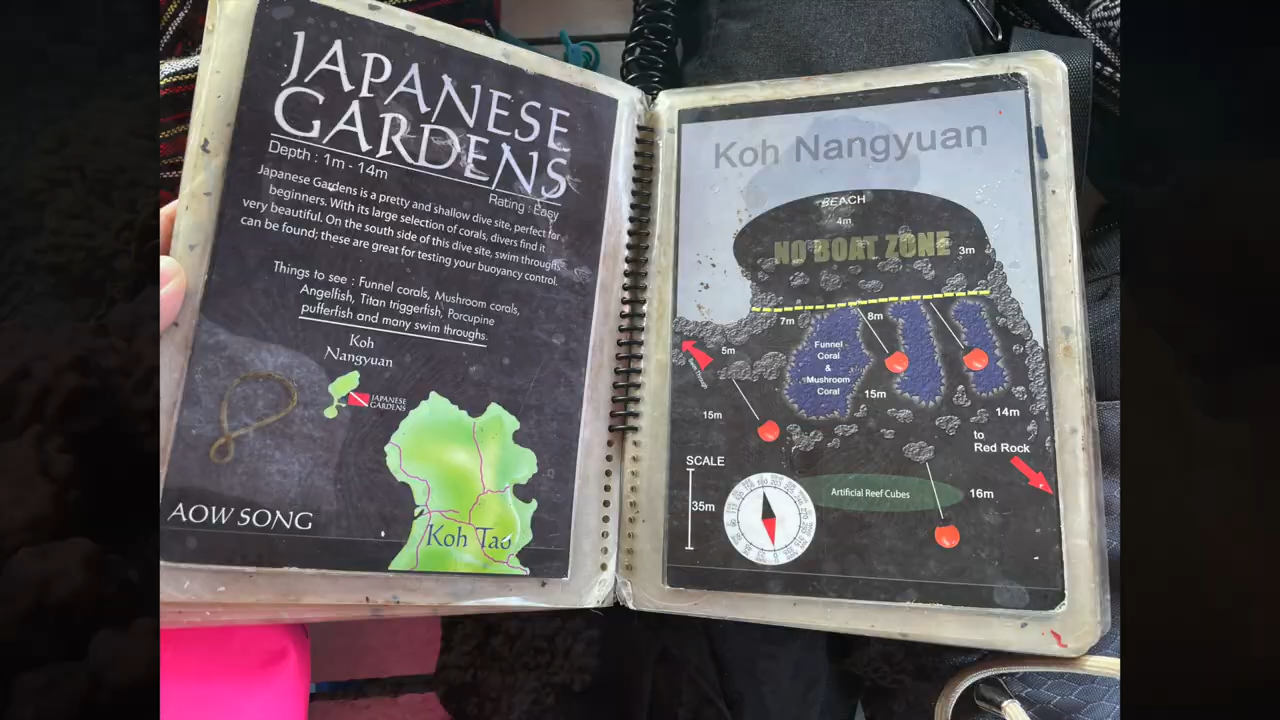 JAPANESE
GARDENS
Depth : 1m - 14m
Rating : Easy
Japanese Gardens is a pretty and shallow dive site, perfect for
beginners. With its large selection of corals, divers find it
very beautiful. On the south side of this dive site, swim throughs
can be found; these are great for testing your buoyancy control.
Things to see : Funnel corals, Mushroom corals,
Angelfish, Titan triggerfish, Porcupine
pufferfish and many swim throughs.
Koh
Nangyuan
JAPANESE
GARDENS
Koh Tao
AOW SONG
Koh Nangyuan
BEACH
4m
NO BOAT ZONE
3m
7m
8m
5m
Swim Through
Funnel
Coral
&
Mushroom
Coral
15m
15m
14m
to
Red Rock
SCALE
35m
Artificial Reef Cubes
16m